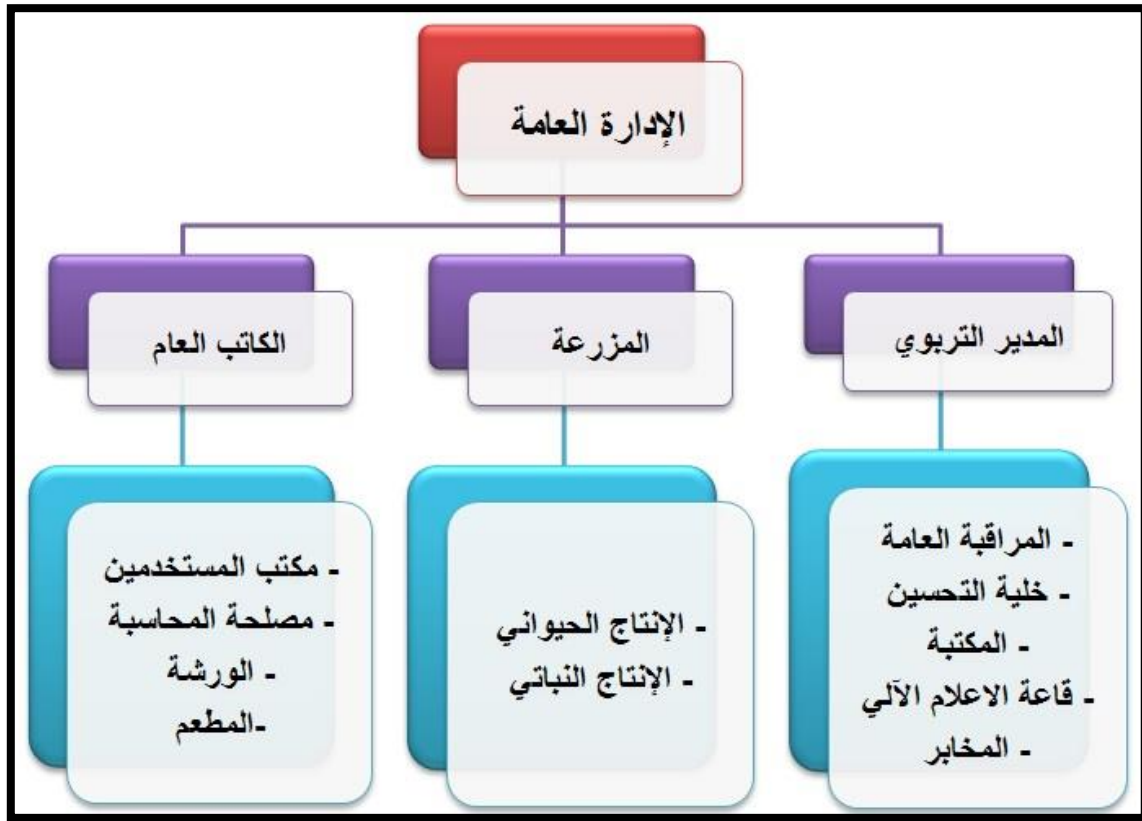 الإدارة العامة
المدير التربوي
المزرعة
الكاتب العام
- المراقبة العامة
- خلية التحسين
- المكتبة
- قاعة الاعلام الآلي
- المخابر
- الإنتاج الحيواني
- الإنتاج النباتي
- مكتب المستخدمين
- مصلحة المحاسبة
- الورشة
-المطعم